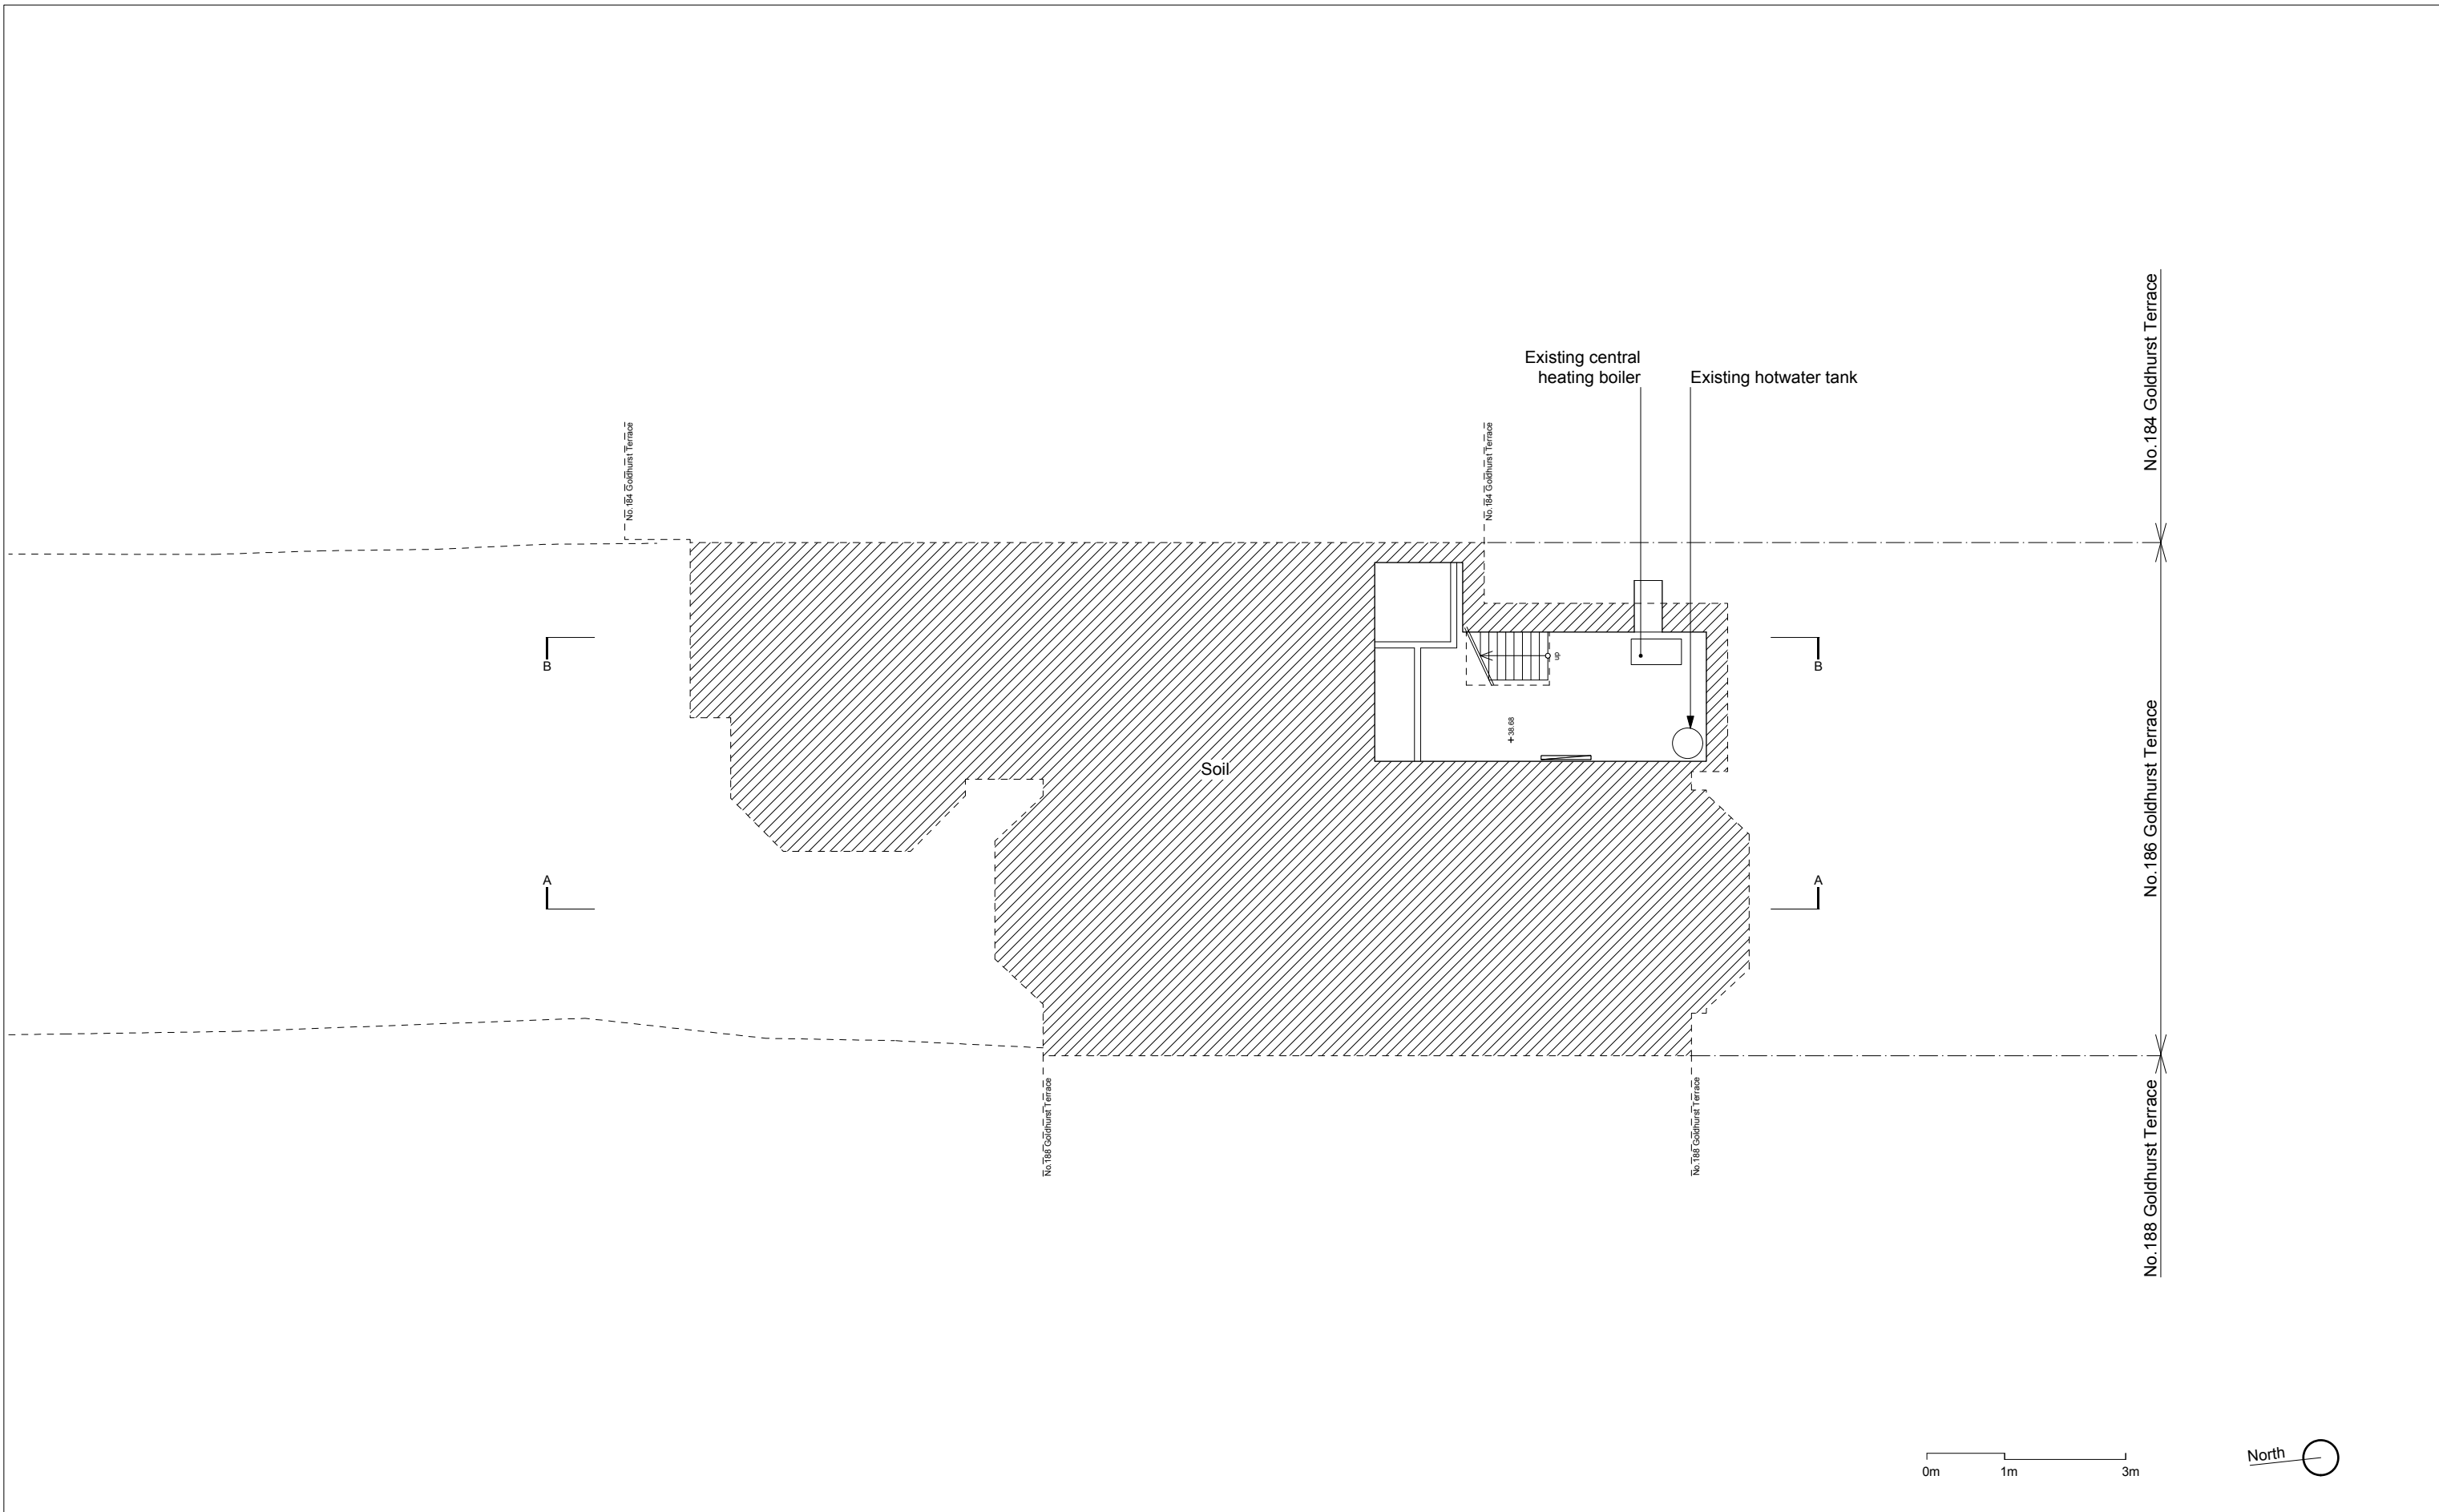 Existing central
heating boiler
Existing hotwater tank
No.184 Goldhurst Terrace
No.184 Goldhurst Terrace
No.184 Goldhurst Terrace
B
B
up
+38.68
Soil
No.186 Goldhurst Terrace
A
A
No.188 Goldhurst Terrace
No.188 Goldhurst Terrace
No.188 Goldhurst Terrace
0m
1m
3m
North